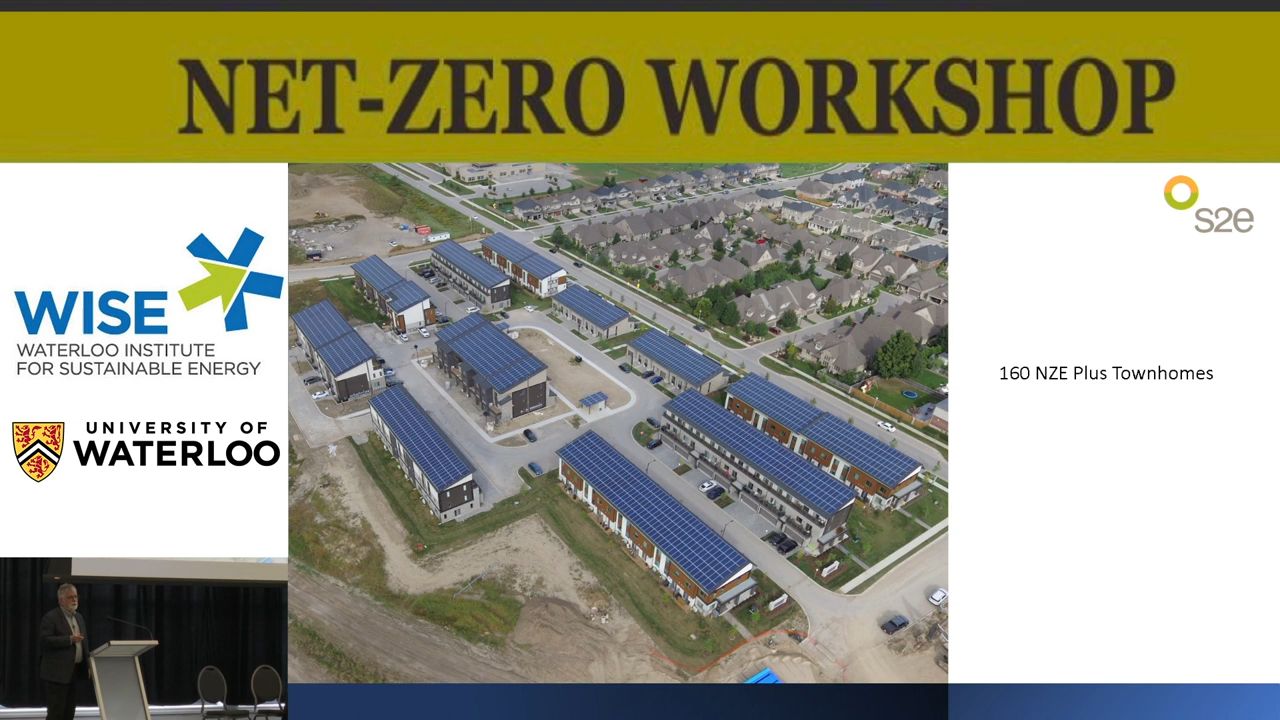 NET-ZERO WORKSHOP
WISE
WATERLOO INSTITUTE
FOR SUSTAINABLE ENERGY
UNIVERSITY OF
WATERLOO
s2e
160 NZE Plus Townhomes